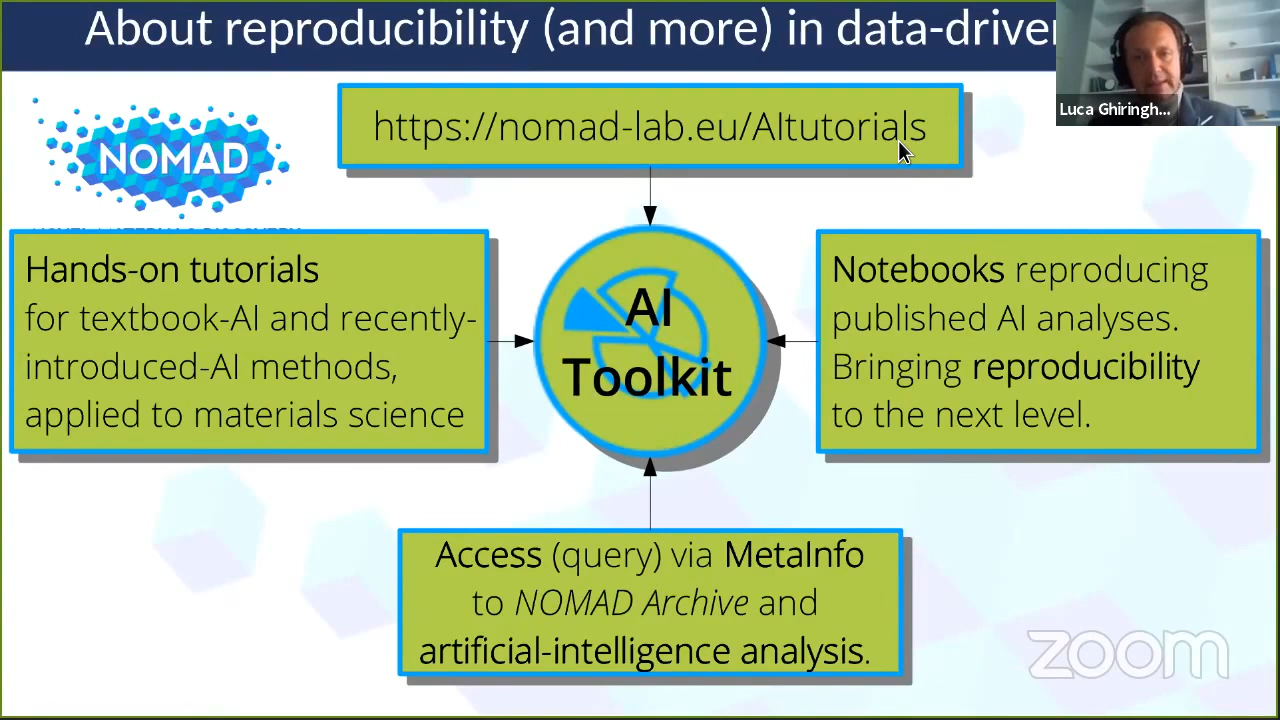 About reproducibility (and more) in data-driven
Luca Ghiringh...
https://nomad-lab.eu/AItutorials
NOMAD
Hands-on tutorials
for textbook-AI and recently-
introduced-AI methods,
applied to materials science
AI
Toolkit
Notebooks reproducing
published AI analyses.
Bringing reproducibility
to the next level.
Access (query) via MetaInfo
to NOMAD Archive and
artificial-intelligence analysis.
zoom